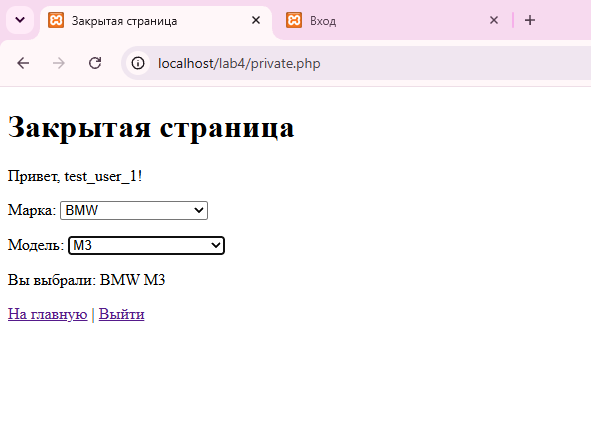 Закрытая страница
Вход
localhost/lab4/private.php
Закрытая страница
Привет, test_user_1!
Марка: BMW
Модель: M3
Вы выбрали: BMW M3
На главную | Выйти